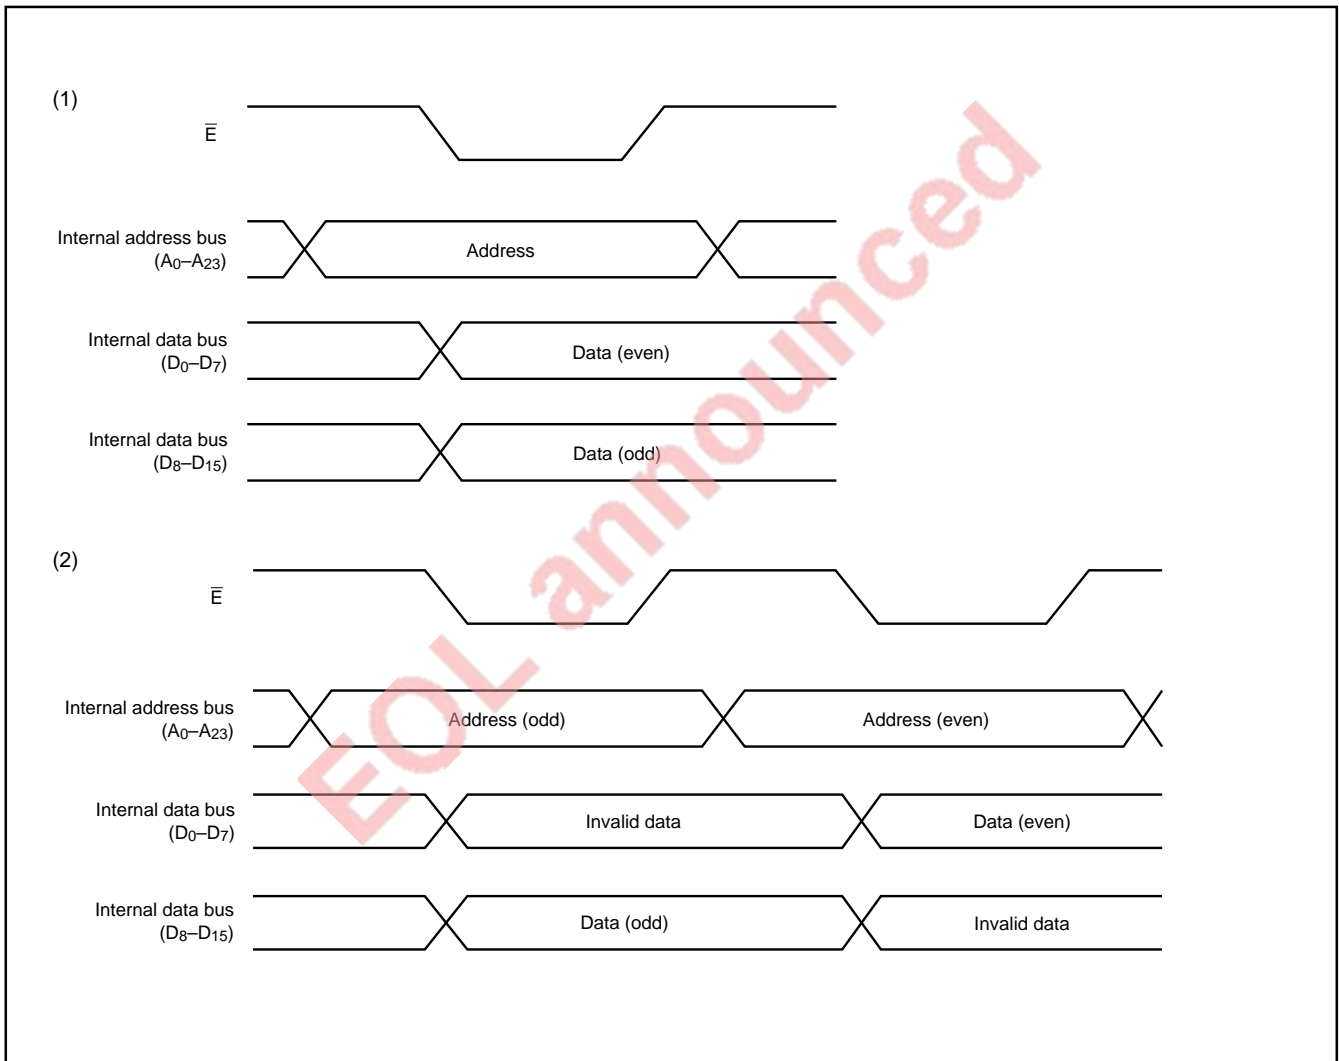 (1)
E̅
Internal address bus
(A0–A23)
Address
Internal data bus
(D0–D7)
Data (even)
Internal data bus
(D8–D15)
Data (odd)
(2)
E̅
Internal address bus
(A0–A23)
Address (odd)
Address (even)
Internal data bus
(D0–D7)
Invalid data
Data (even)
Internal data bus
(D8–D15)
Data (odd)
Invalid data
EOL announced